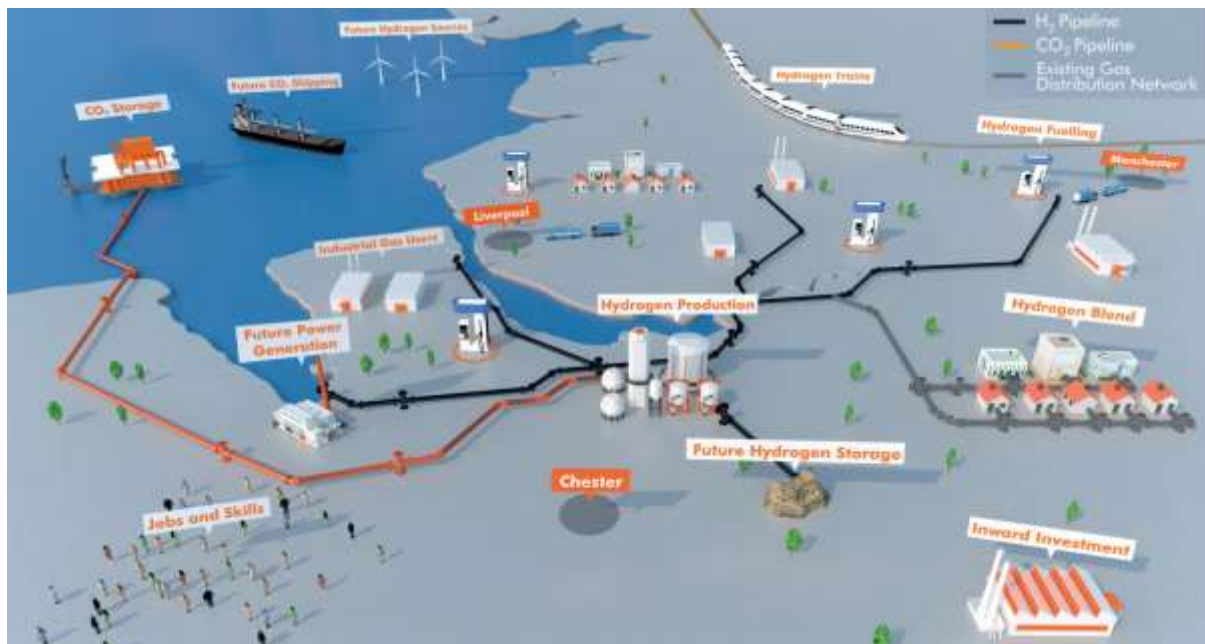 Future Hydrogen Sources
H₂ Pipeline
CO₂ Pipeline
Existing Gas
Distribution Network
Future CO₂ Shipping
Hydrogen Trains
CO₂ Storage
Hydrogen Fuelling
Manchester
Liverpool
Industrial Gas Users
Hydrogen Production
Hydrogen Blend
Future Power
Generation
Future Hydrogen Storage
Chester
Jobs and Skills
Inward Investment